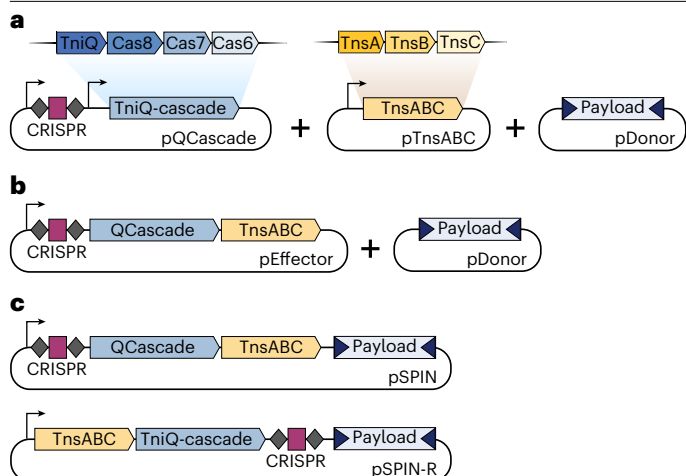 a
TniQ Cas8 Cas7 Cas6 TnsA TnsB TnsC
TniQ-cascade TnsABC Payload
CRISPR
pQCascade + pTnsABC + pDonor
b
QCascade TnsABC Payload
CRISPR
pEffector + pDonor
c
QCascade TnsABC Payload
CRISPR
pSPIN
TnsABC TniQ-cascade Payload
CRISPR
pSPIN-R